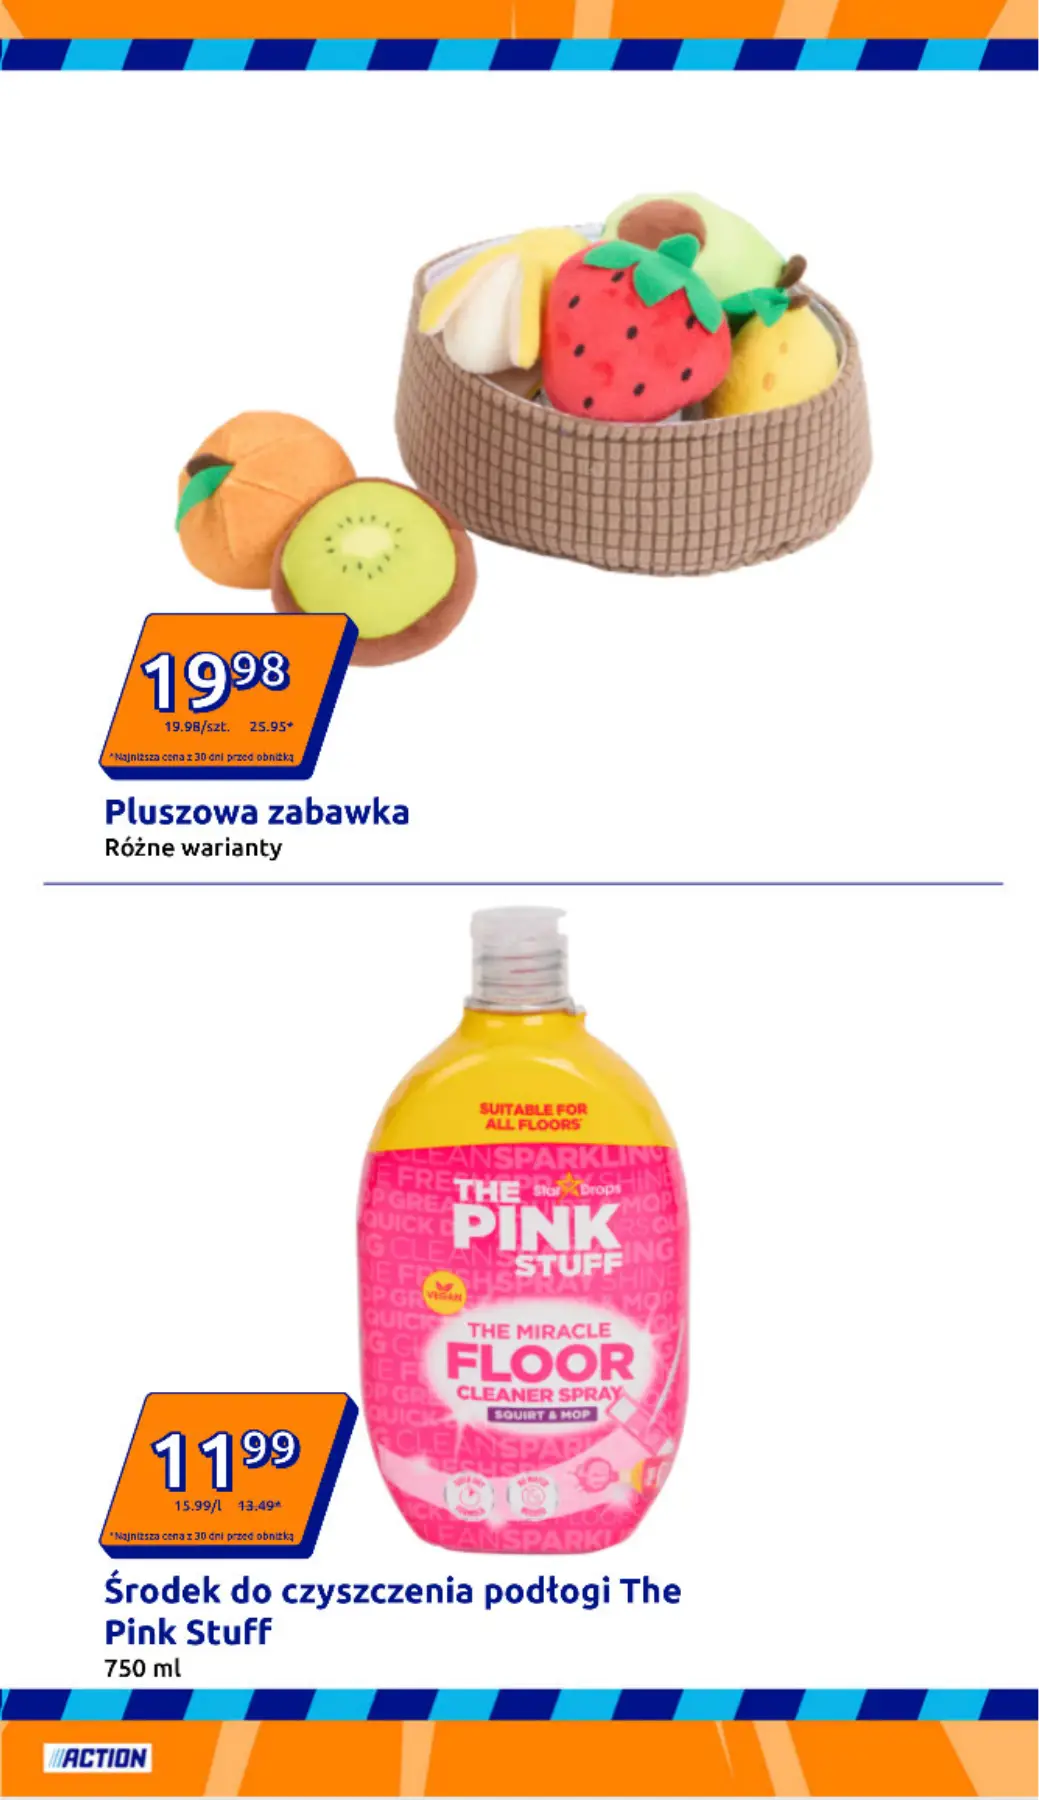 19.98
19.98/szt. 25.95*
*Najniższa cena z 30 dni przed obniżką
Pluszowa zabawka
Różne warianty
SUITABLE FOR
ALL FLOORS
THE Star Drops
PINK
STUFF
VEGAN
THE MIRACLE
FLOOR
CLEANER SPRAY
SQUIRT & MOP
11.99
15.99/l 13.49*
*Najniższa cena z 30 dni przed obniżką
Środek do czyszczenia podłogi The
Pink Stuff
750 ml
ACTION